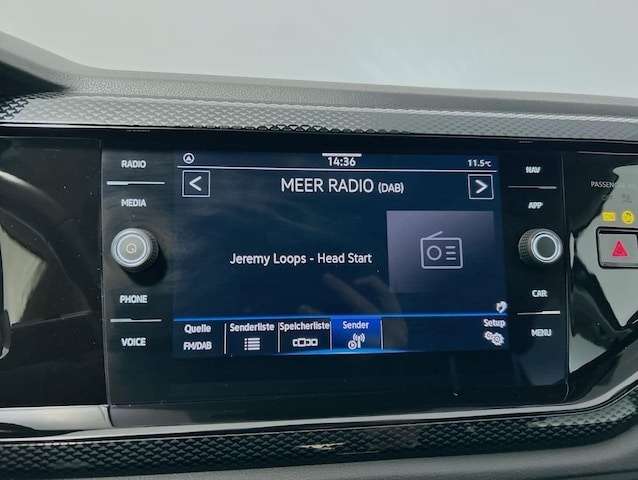 RADIO
MEDIA
PHONE
VOICE
14:36
11.5°C
MEER RADIO (DAB)
Jeremy Loops - Head Start
Quelle
FM/DAB
Senderliste
Speicherliste
Sender
Setup
NAV
APP
CAR
MENU
PASSENGER